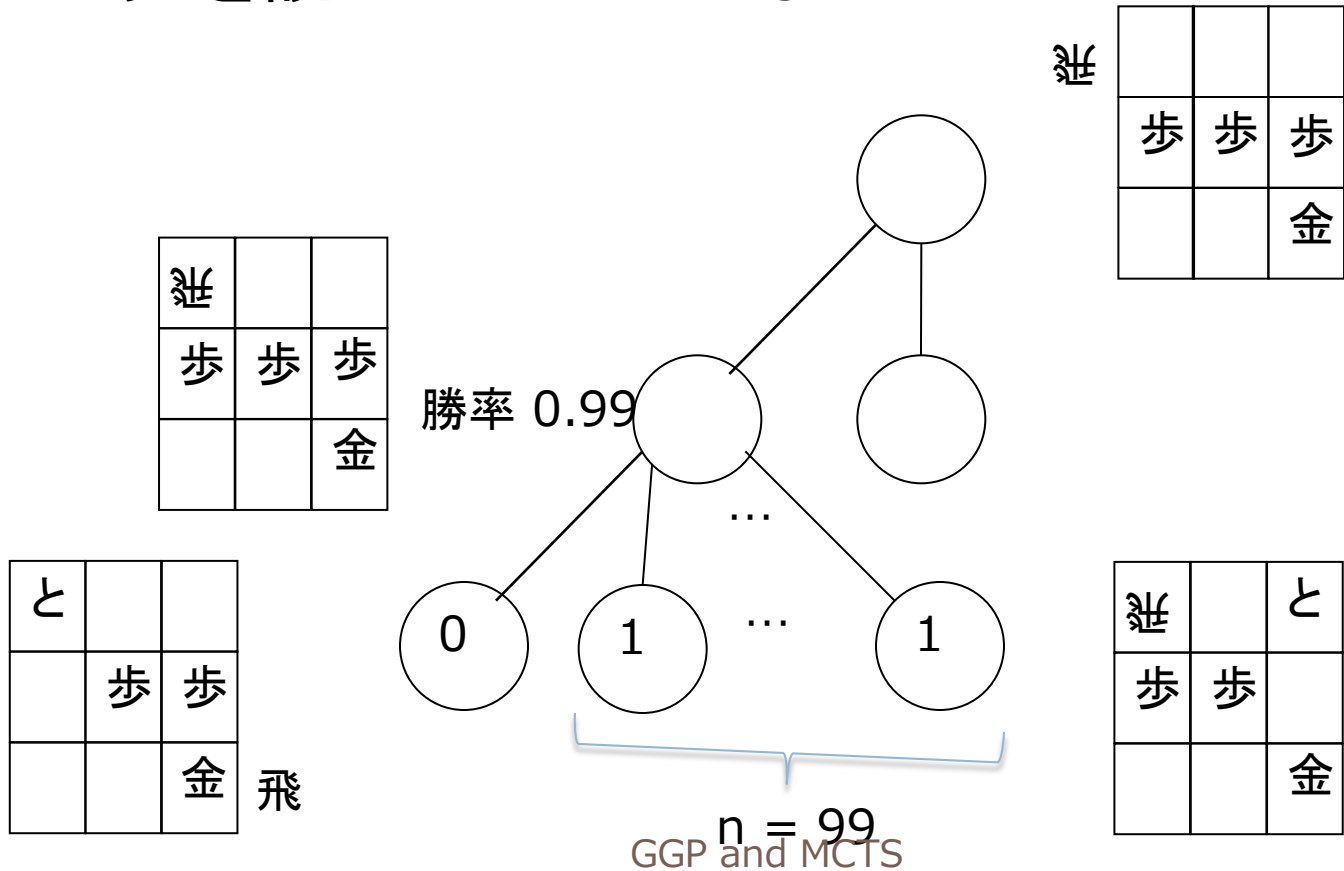 飛
歩 歩 歩
金
飛
歩 歩 歩
金
勝率 0.99
…
と
歩 歩
金 飛
0 1 … 1
飛 と
歩 歩
金
n = 99
GGP and MCTS